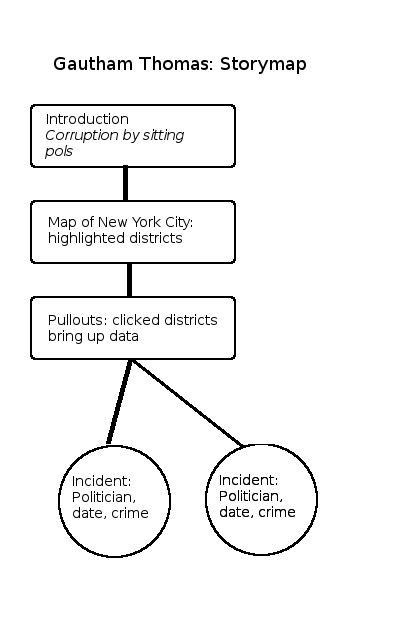 Gautham Thomas: Storymap
Introduction
Corruption by sitting
pols
Map of New York City:
highlighted districts
Pullouts: clicked districts
bring up data
Incident:
Politician,
date, crime
Incident:
Politician,
date, crime